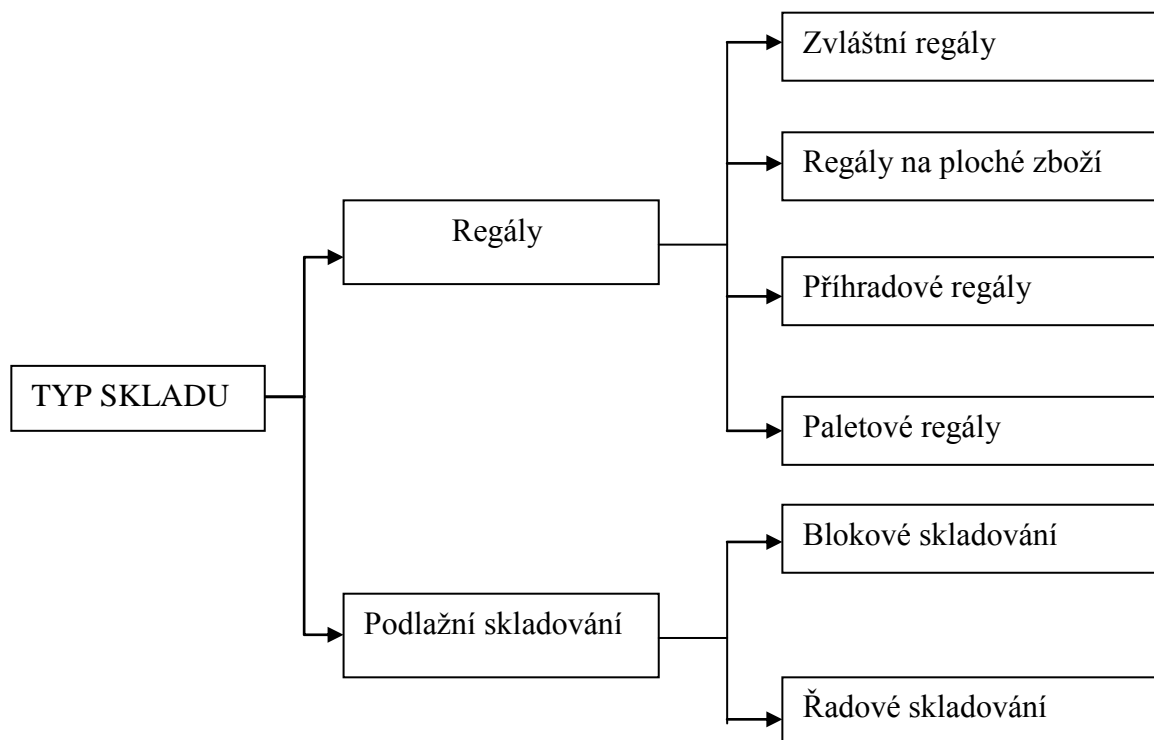 Zvláštní regály
Regály na ploché zboží
Regály
Příhradové regály
TYP SKLADU
Paletové regály
Blokové skladování
Podlažní skladování
Řadové skladování